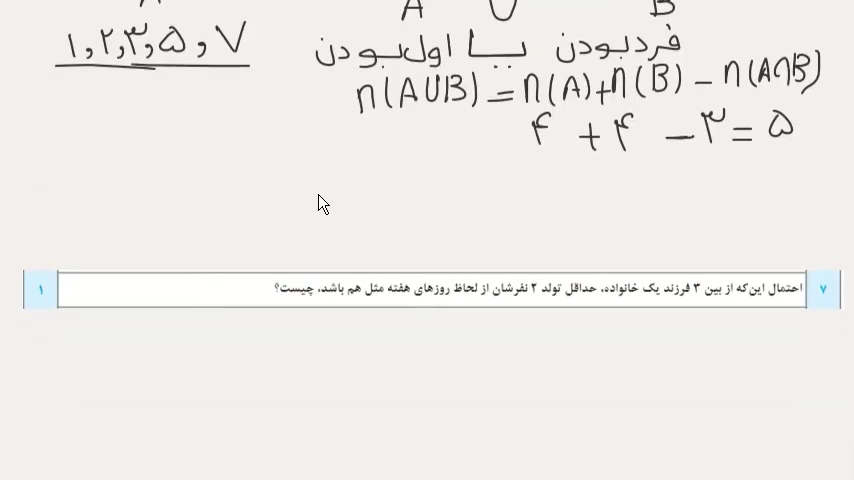 A U B
۱,۲,۳,۵,۷ فرد بودن یا اول بودن
n(A∪B) = n(A)+n(B) − n(A∩B)
۴ + ۴ − ۳ = ۵
۷ احتمال این‌که از بین ۳ فرزند یک خانواده، حداقل تولد ۲ نفرشان از لحاظ روزهای هفته مثل هم باشد، چیست؟ ۱